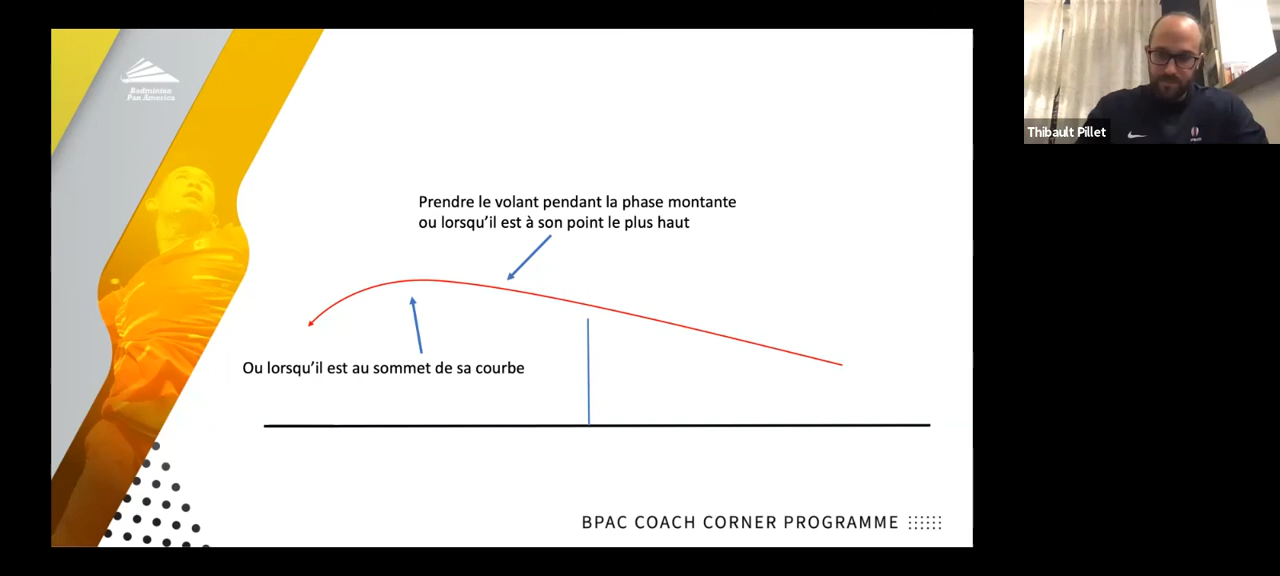 Badminton
Pan America
Thibault Pillet
Prendre le volant pendant la phase montante
ou lorsqu’il est à son point le plus haut
Ou lorsqu’il est au sommet de sa courbe
BPAC COACH CORNER PROGRAMME